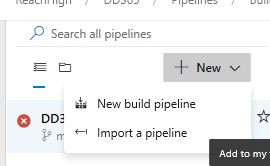 ReachHigh / DD365 / Pipelines / Buil
Search all pipelines
New
New build pipeline
DD3
Import a pipeline
m
Add to my